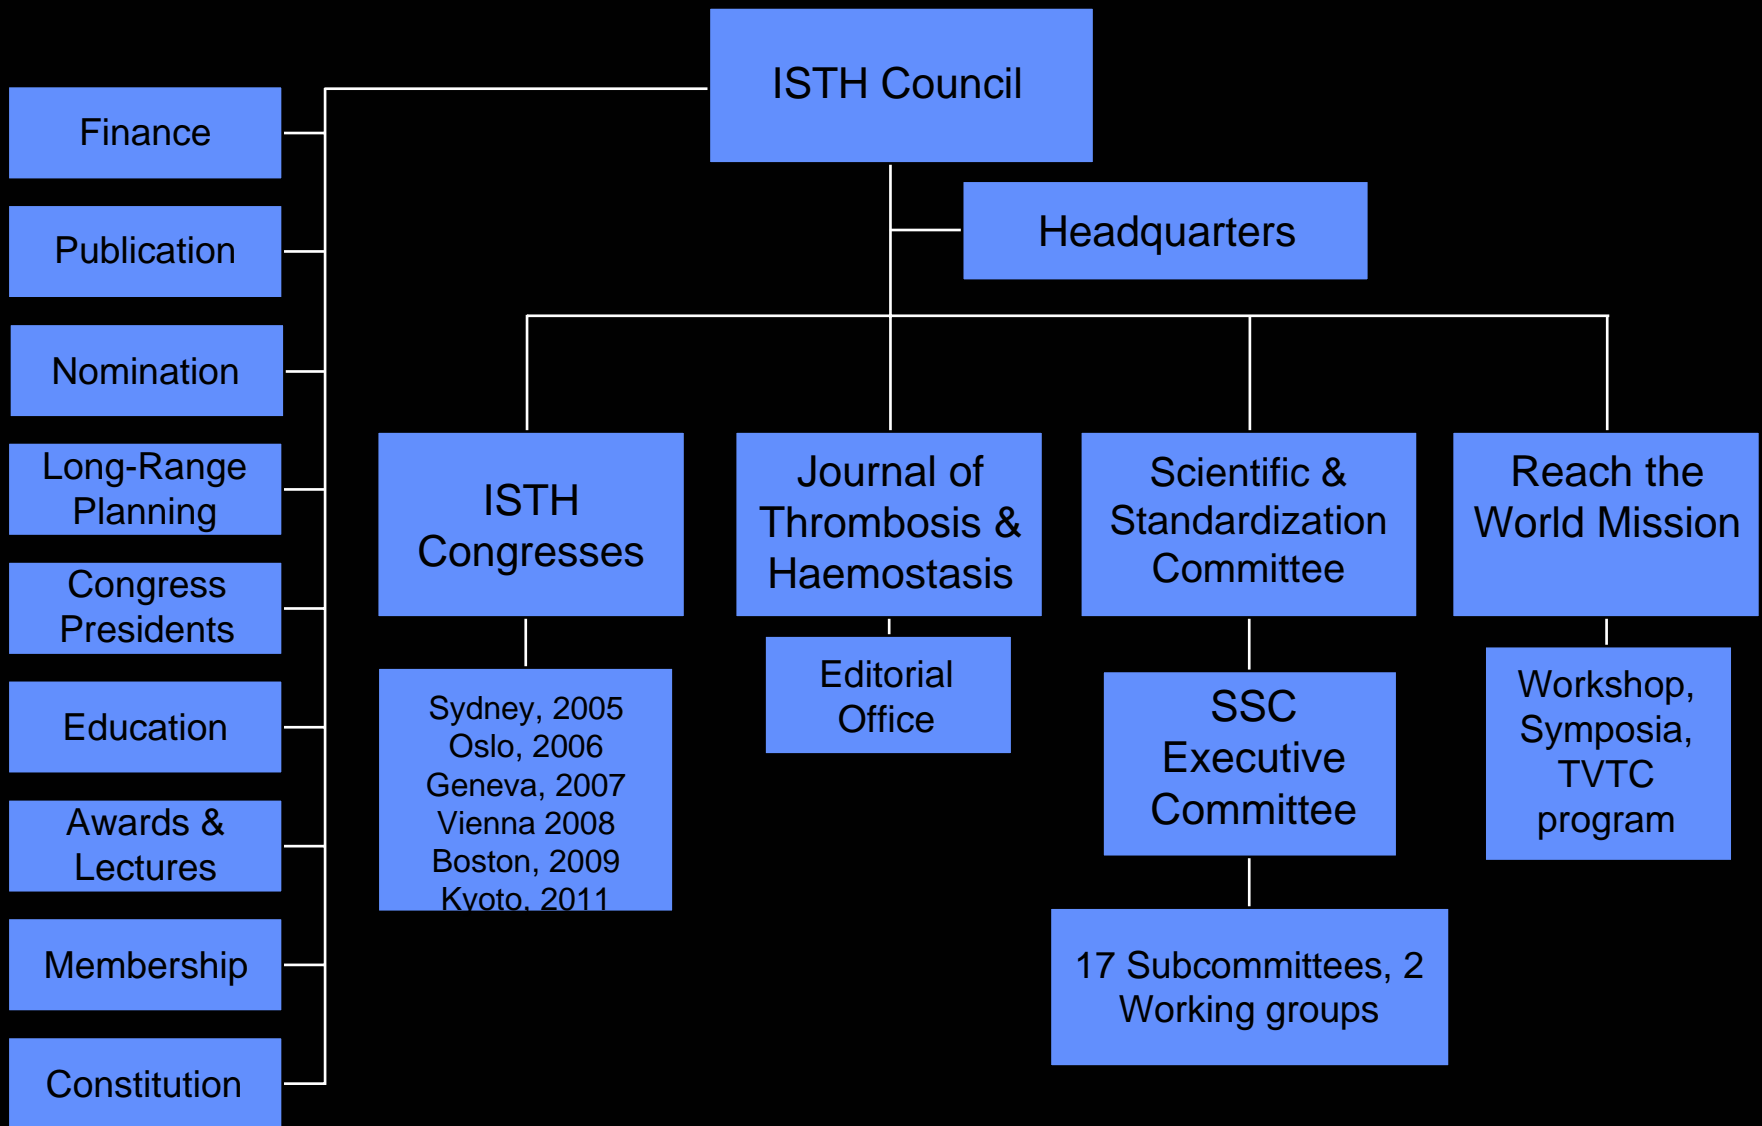 ISTH Council
Headquarters
Finance
Publication
Nomination
Long-Range
Planning
Congress
Presidents
Education
Awards &
Lectures
Membership
Constitution
ISTH
Congresses
Sydney, 2005
Oslo, 2006
Geneva, 2007
Vienna 2008
Boston, 2009
Kyoto, 2011
Journal of
Thrombosis &
Haemostasis
Editorial
Office
Scientific &
Standardization
Committee
SSC
Executive
Committee
17 Subcommittees, 2
Working groups
Reach the
World Mission
Workshop,
Symposia,
TVTC
program